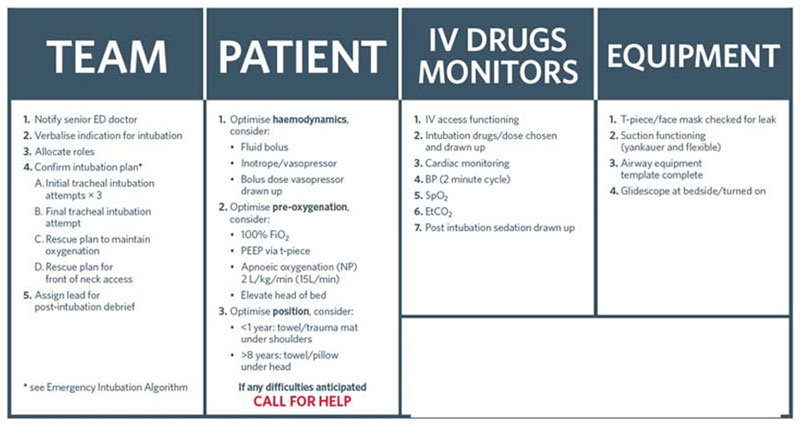 TEAM
1. Notify senior ED doctor
2. Verbalise indication for intubation
3. Allocate roles
4. Confirm intubation plan*
A. Initial tracheal intubation
attempts × 3
B. Final tracheal intubation
attempt
C. Rescue plan to maintain
oxygenation
D. Rescue plan for
front of neck access
5. Assign lead for
post-intubation debrief
* see Emergency Intubation Algorithm
PATIENT
1. Optimise haemodynamics,
consider:
• Fluid bolus
• Inotrope/vasopressor
• Bolus dose vasopressor
drawn up
2. Optimise pre-oxygenation,
consider:
• 100% FiO₂
• PEEP via t-piece
• Apnoeic oxygenation (NP)
2 L/kg/min (15L/min)
• Elevate head of bed
3. Optimise position, consider:
• <1 year: towel/trauma mat
under shoulders
• >8 years: towel/pillow
under head
If any difficulties anticipated
CALL FOR HELP
IV DRUGS
MONITORS
1. IV access functioning
2. Intubation drugs/dose chosen
and drawn up
3. Cardiac monitoring
4. BP (2 minute cycle)
5. SpO₂
6. EtCO₂
7. Post intubation sedation drawn up
EQUIPMENT
1. T-piece/face mask checked for leak
2. Suction functioning
(yankauer and flexible)
3. Airway equipment
template complete
4. Glidescope at bedside/turned on